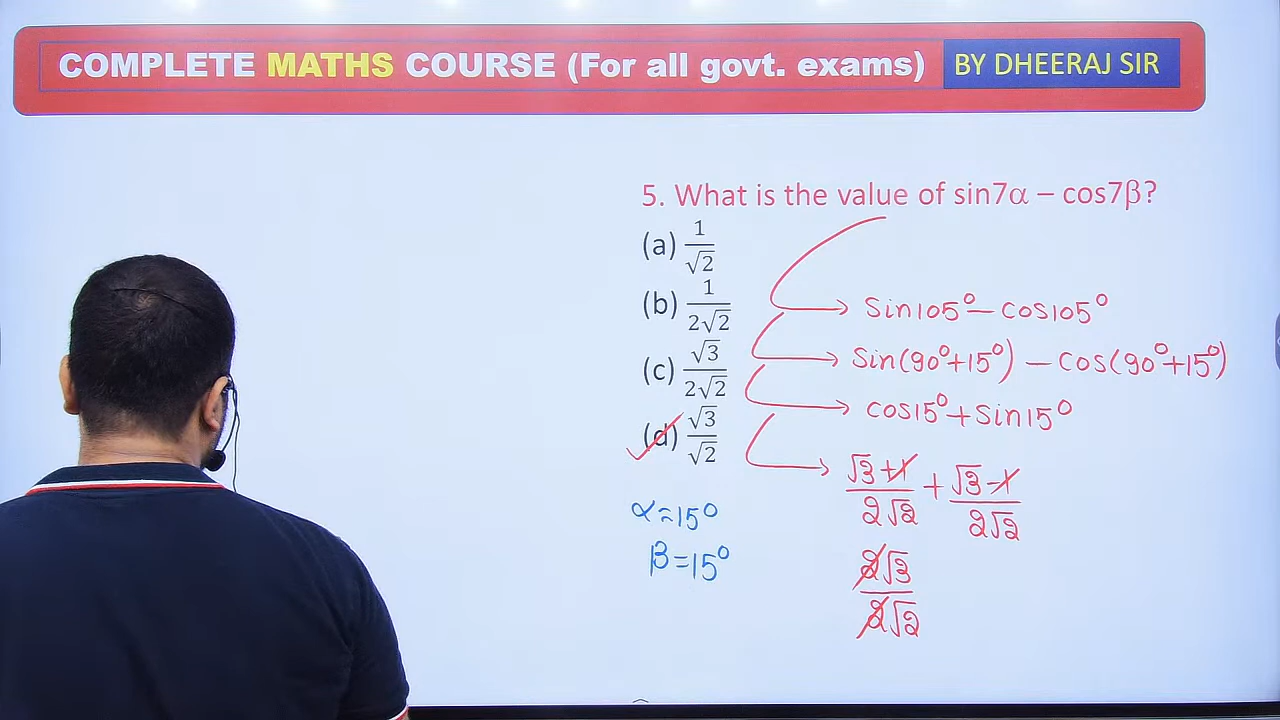 COMPLETE MATHS COURSE (For all govt. exams) BY DHEERAJ SIR
5. What is the value of sin7α – cos7β?
(a) 1/√2
(b) 1/2√2
(c) √3/2√2
(d) √3/√2
α=15°
β=15°
Sin105° – cos105°
Sin(90°+15°) – cos(90°+15°)
cos15°+Sin15°
√3+1/2√2 + √3-1/2√2
2√3/2√2